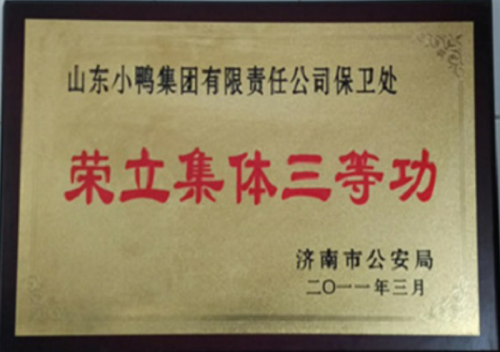 山东小鸭集团有限责任公司保卫处
荣立集体三等功
济南市公安局
二〇一一年三月